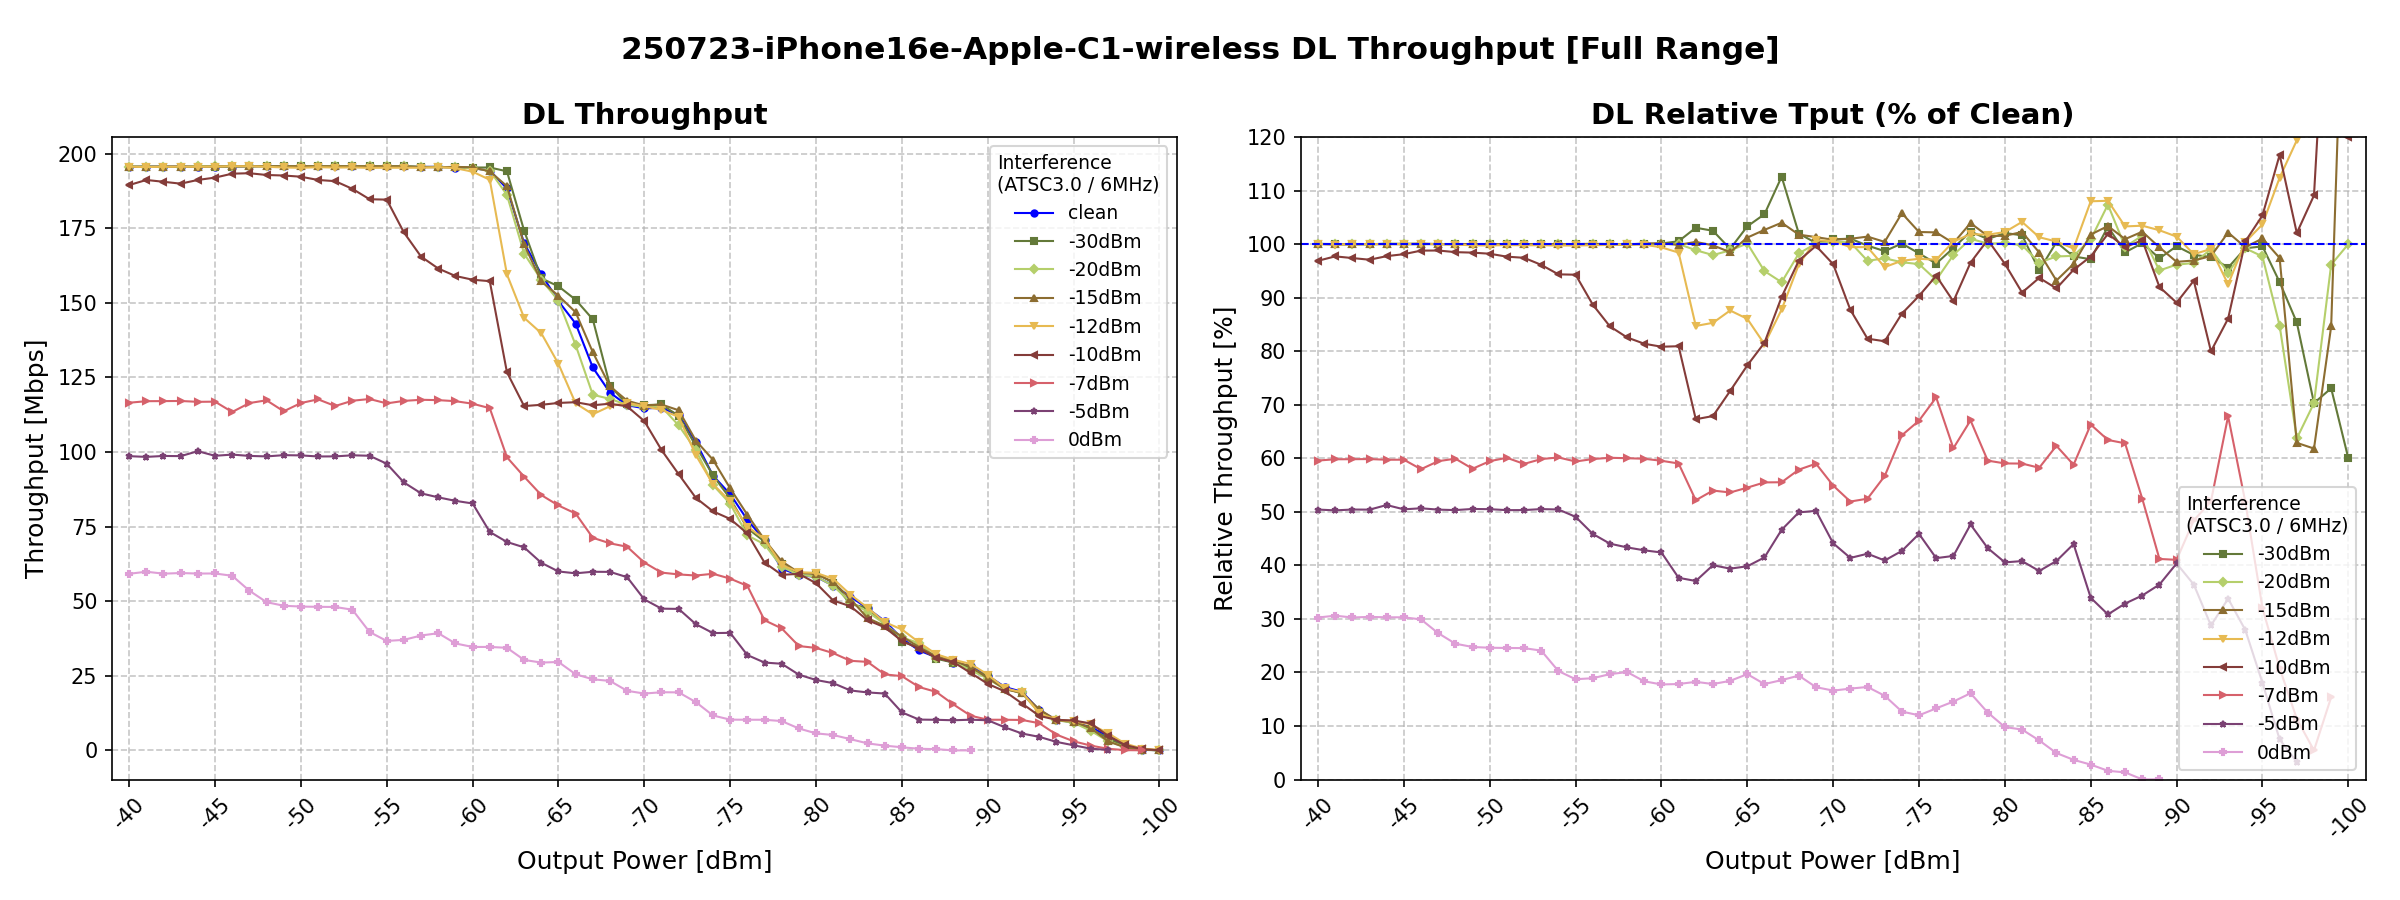 250723-iPhone16e-Apple-C1-wireless DL Throughput [Full Range]
DL Throughput
Throughput [Mbps]
200
175
150
125
100
75
50
25
0
-40
-45
-50
-55
-60
-65
-70
-75
-80
-85
-90
-95
-100
Output Power [dBm]
Interference
(ATSC3.0 / 6MHz)
clean
-30dBm
-20dBm
-15dBm
-12dBm
-10dBm
-7dBm
-5dBm
0dBm
DL Relative Tput (% of Clean)
Relative Throughput [%]
120
110
100
90
80
70
60
50
40
30
20
10
0
-40
-45
-50
-55
-60
-65
-70
-75
-80
-85
-90
-95
-100
Output Power [dBm]
Interference
(ATSC3.0 / 6MHz)
-30dBm
-20dBm
-15dBm
-12dBm
-10dBm
-7dBm
-5dBm
0dBm